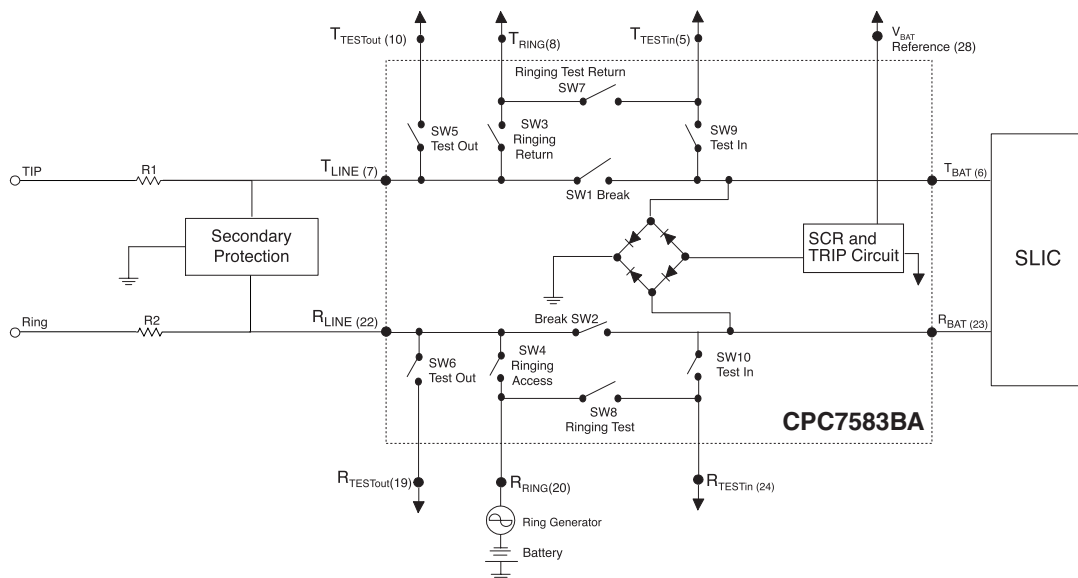 TTESTout (10)
TRING(8)
TTESTin(5)
VBAT
Reference (28)
Ringing Test Return
SW7
SW5
Test Out
SW3
Ringing
Return
SW9
Test In
TIP
R1
TLINE (7)
SW1 Break
TBAT (6)
Secondary
Protection
SCR and
TRIP Circuit
SLIC
Ring
R2
RLINE (22)
Break SW2
RBAT (23)
SW6
Test Out
SW4
Ringing
Access
SW10
Test In
SW8
Ringing Test
CPC7583BA
RTESTout(19)
RRING(20)
RTESTin (24)
Ring Generator
Battery